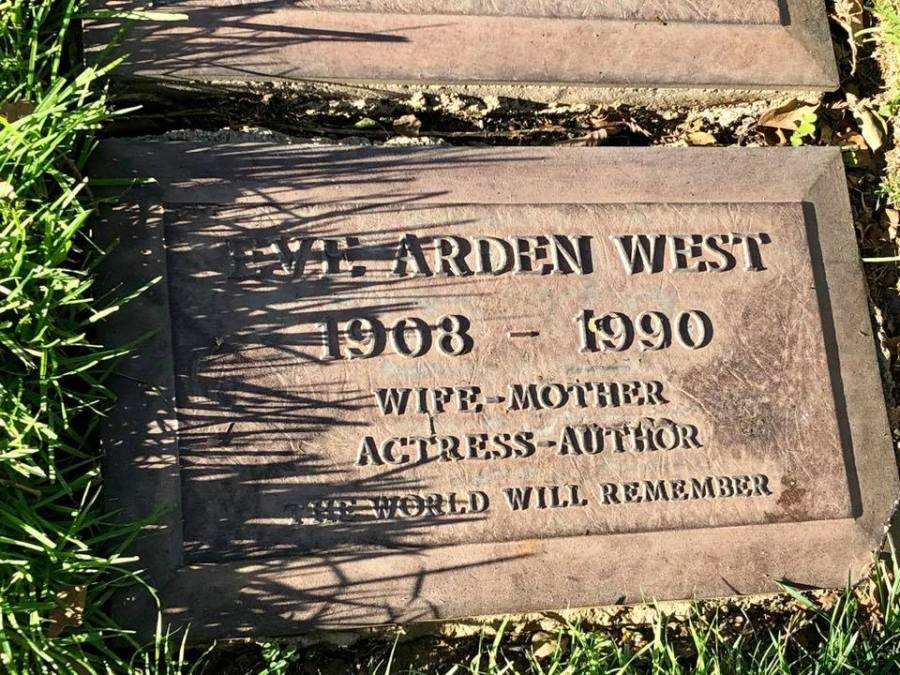 EVE ARDEN WEST
1908 - 1990
WIFE-MOTHER
ACTRESS-AUTHOR
THE WORLD WILL REMEMBER